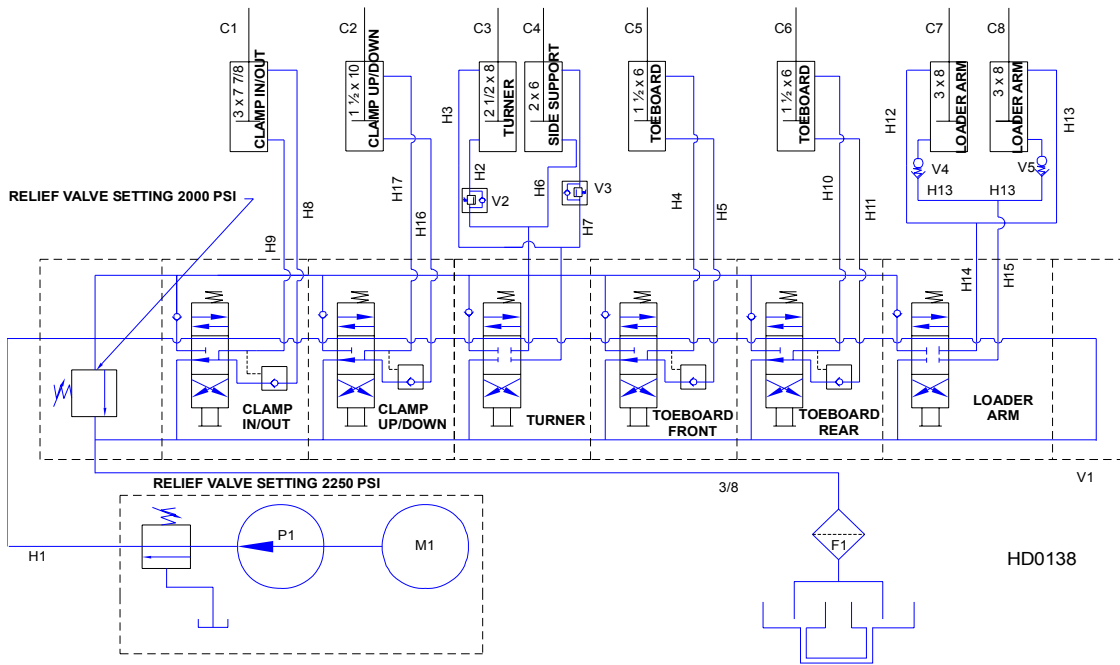 C1
C2
C3
C4
C5
C6
C7
C8
3 x 7 7/8
CLAMP IN/OUT
1 ½ x 10
CLAMP UP/DOWN
2 1/2 x 8
TURNER
2 x 6
SIDE SUPPORT
1 ½ x 6
TOEBOARD
1 ½ x 6
TOEBOARD
3 x 8
LOADER ARM
3 x 8
LOADER ARM
H3
H12
H13
H2
H6
V4
V5
H17
H4
H10
H13
H13
RELIEF VALVE SETTING 2000 PSI
V2
V3
H8
H16
H7
H5
H11
H9
H14
H15
CLAMP
IN/OUT
CLAMP
UP/DOWN
TURNER
TOEBOARD
FRONT
TOEBOARD
REAR
LOADER
ARM
RELIEF VALVE SETTING 2250 PSI
3/8
V1
H1
P1
M1
F1
HD0138